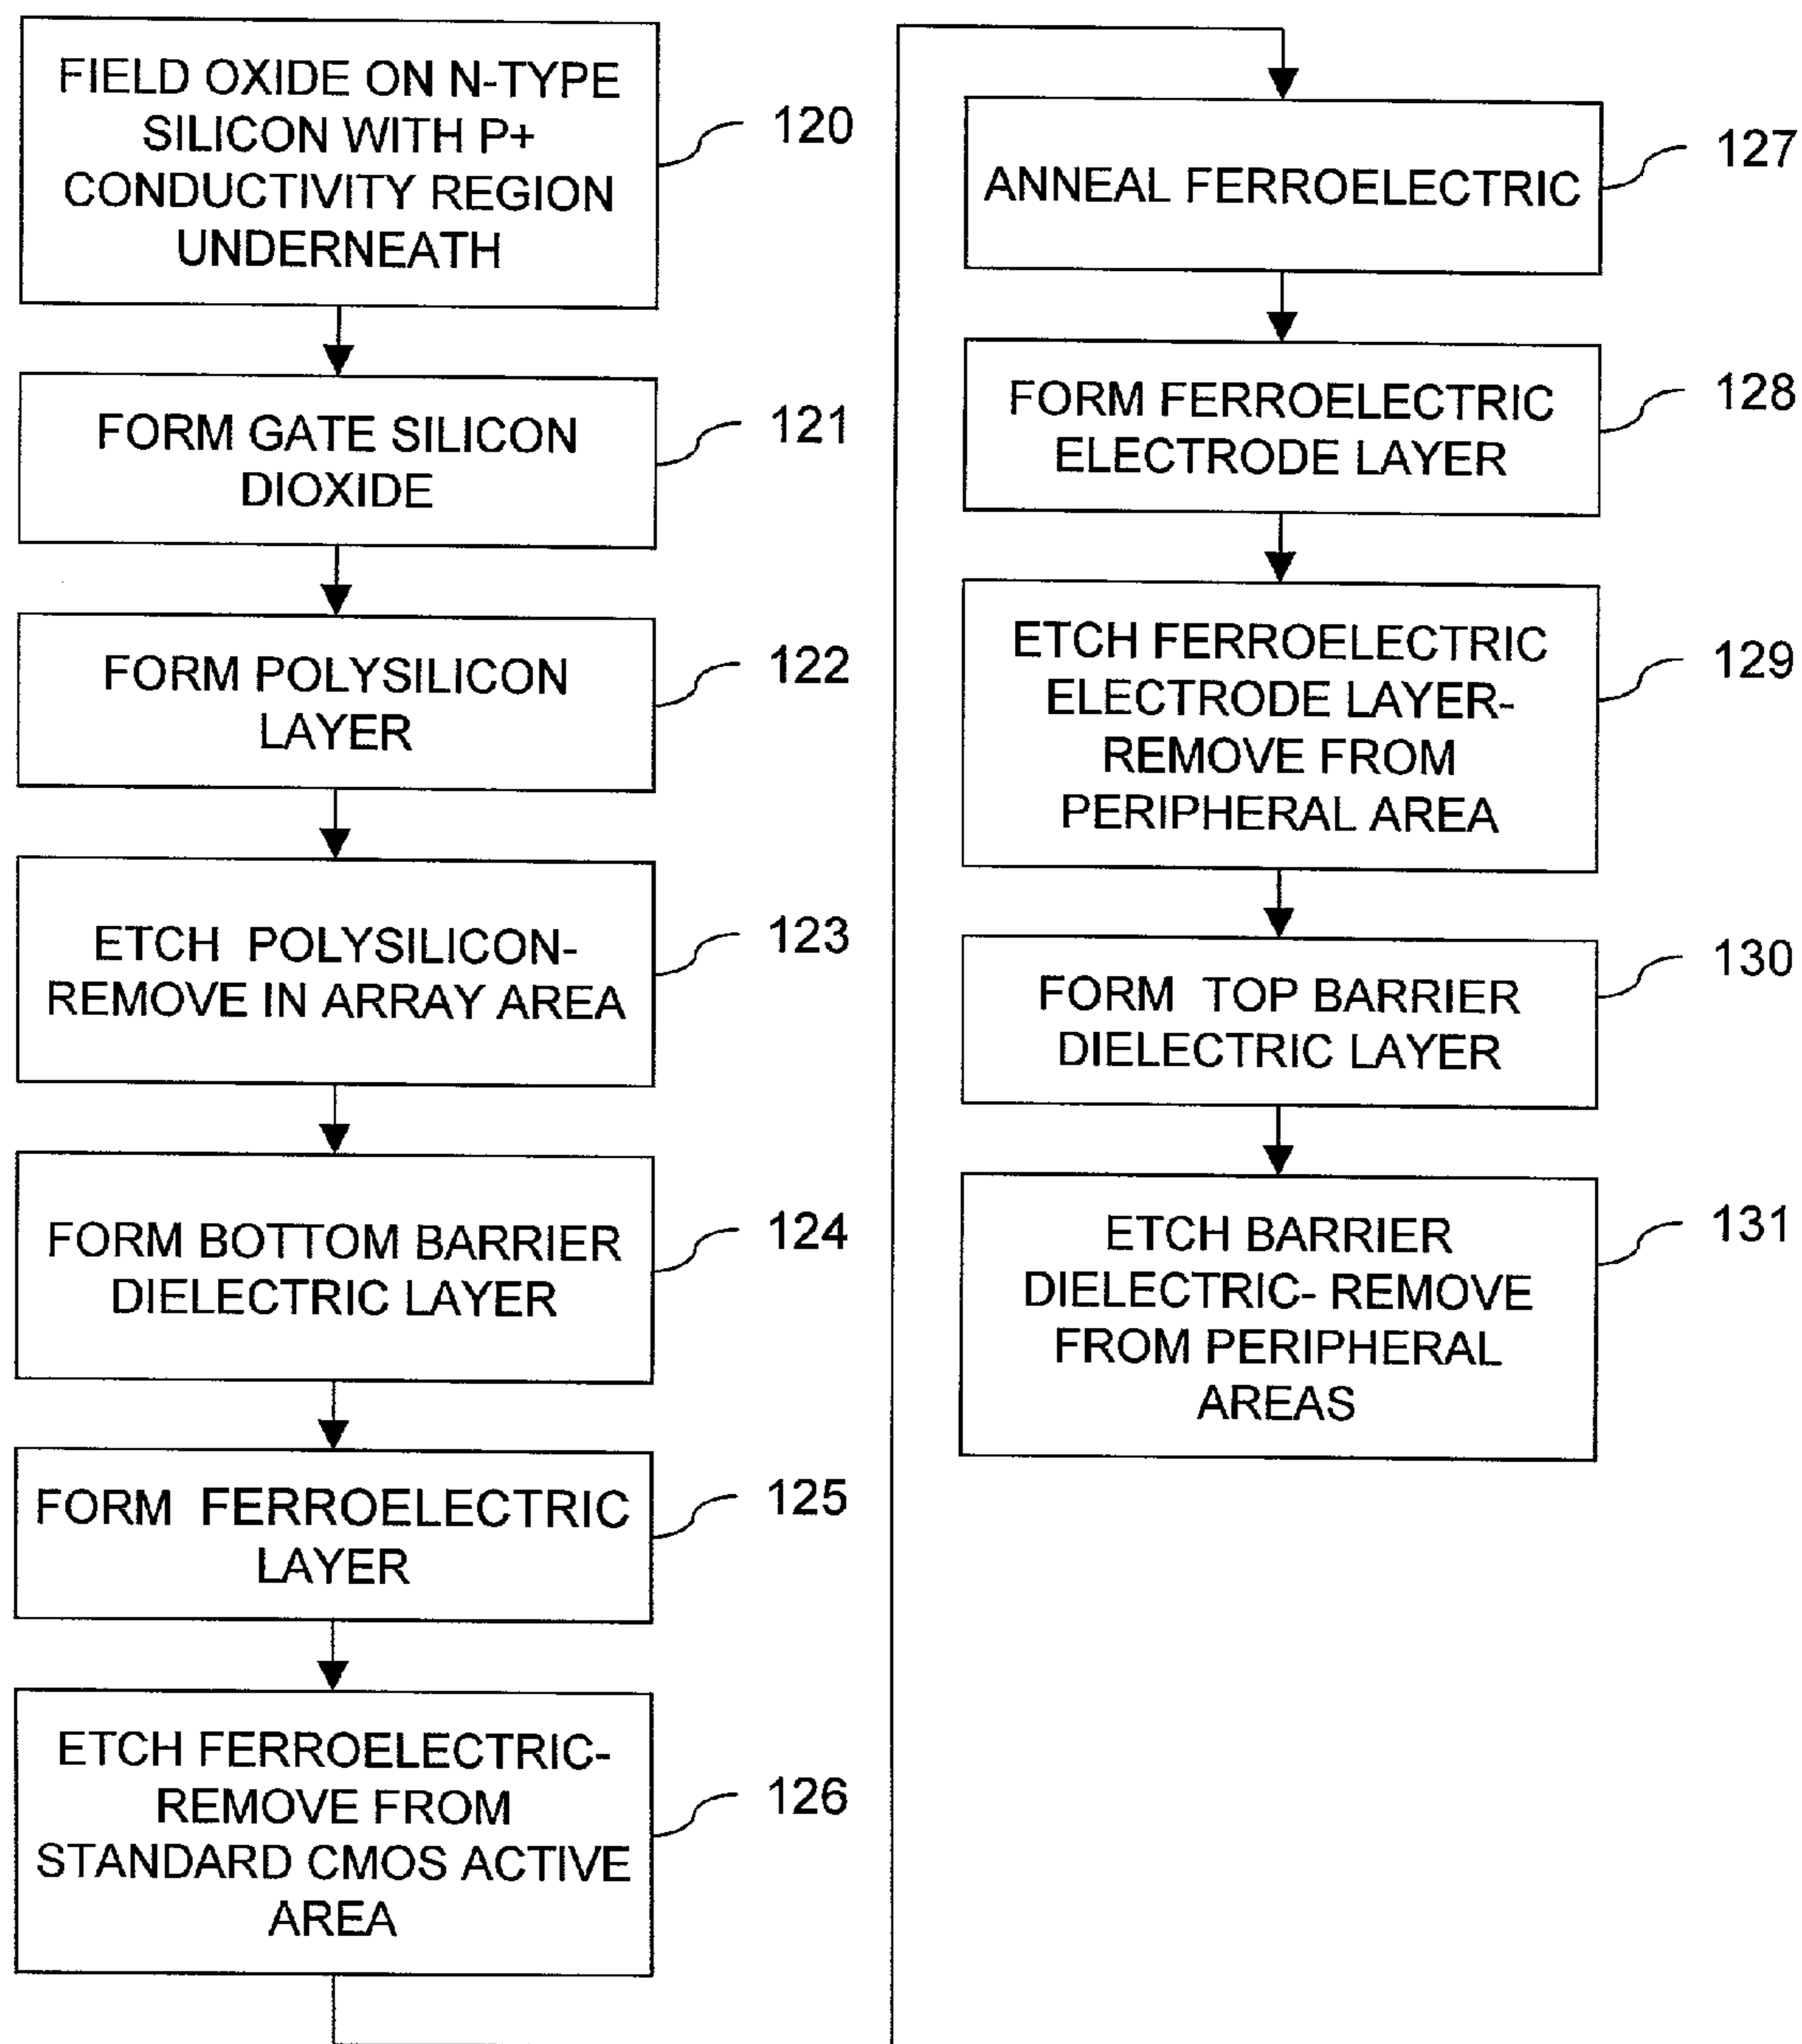 FIELD OXIDE ON N-TYPE
SILICON WITH P+
CONDUCTIVITY REGION
UNDERNEATH
120
FORM GATE SILICON
DIOXIDE
121
FORM POLYSILICON
LAYER
122
ETCH POLYSILICON-
REMOVE IN ARRAY AREA
123
FORM BOTTOM BARRIER
DIELECTRIC LAYER
124
FORM FERROELECTRIC
LAYER
125
ETCH FERROELECTRIC-
REMOVE FROM
STANDARD CMOS ACTIVE
AREA
126
ANNEAL FERROELECTRIC
127
FORM FERROELECTRIC
ELECTRODE LAYER
128
ETCH FERROELECTRIC
ELECTRODE LAYER-
REMOVE FROM
PERIPHERAL AREA
129
FORM TOP BARRIER
DIELECTRIC LAYER
130
ETCH BARRIER
DIELECTRIC- REMOVE
FROM PERIPHERAL
AREAS
131